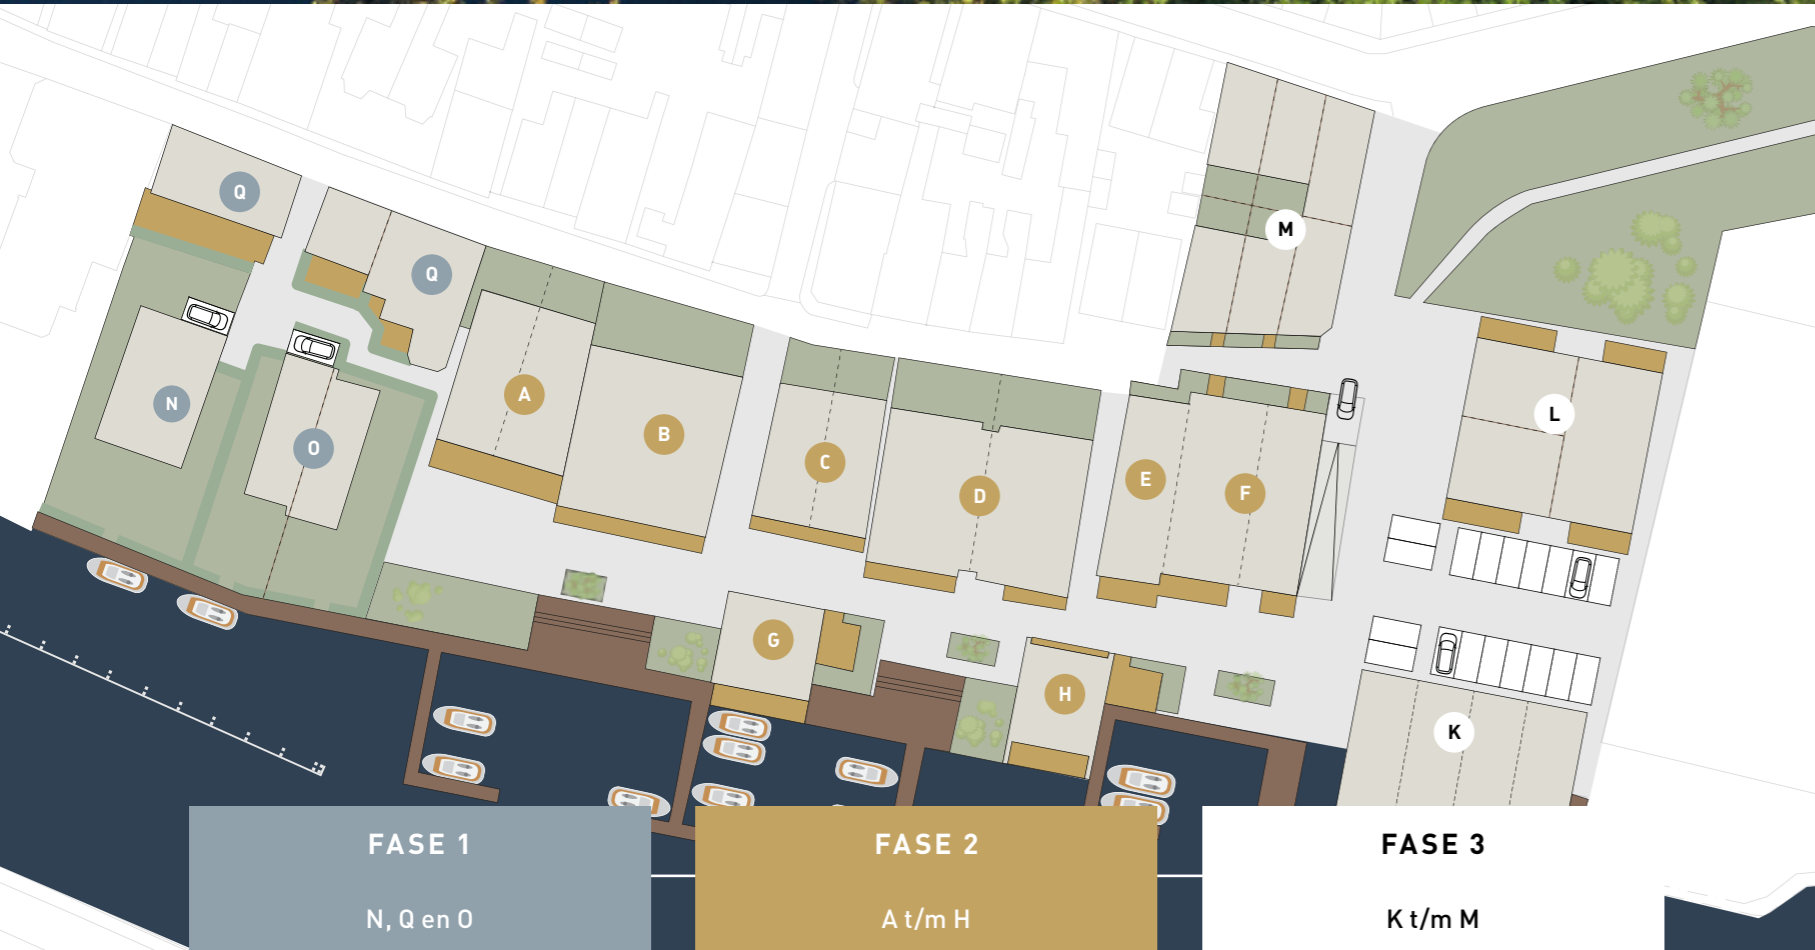 Q
Q
M
N
O
A
B
C
D
E
F
L
G
H
K
FASE 1
N, Q en O
FASE 2
A t/m H
FASE 3
K t/m M